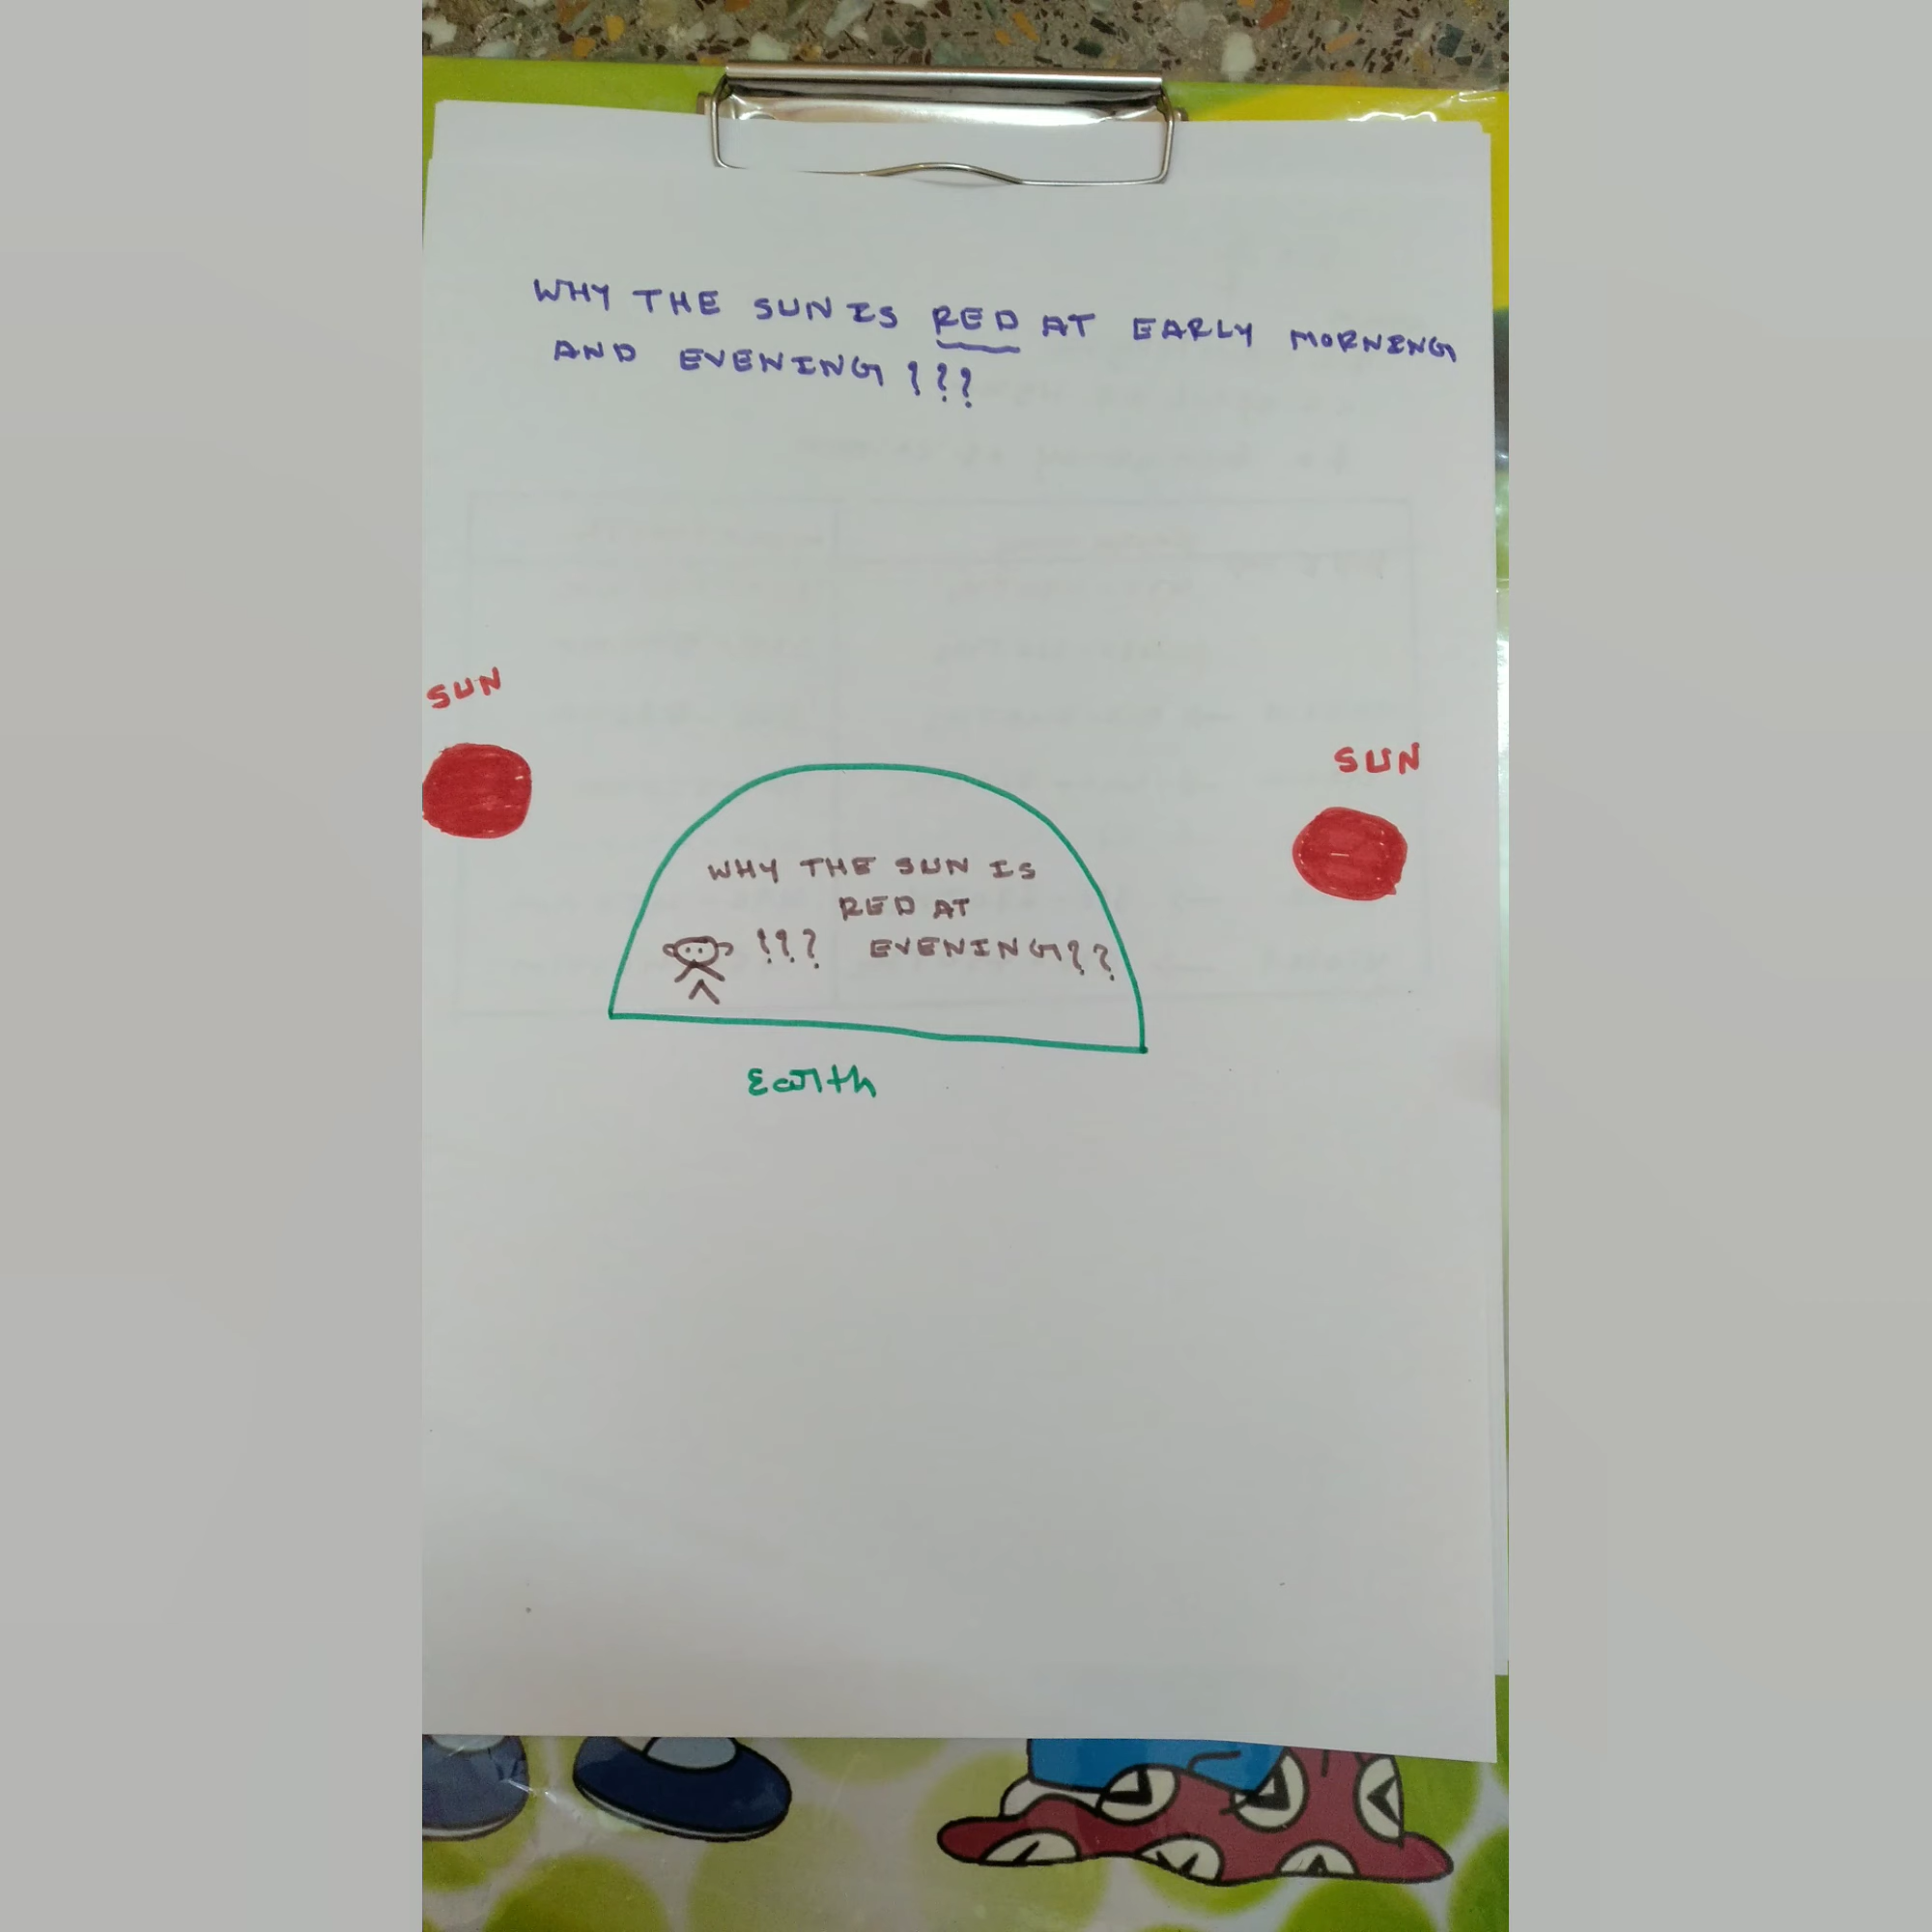 WHY THE SUN IS RED AT EARLY MORNING
AND EVENING ???
SUN
SUN
WHY THE SUN IS
RED AT
!?? EVENING??
Earth